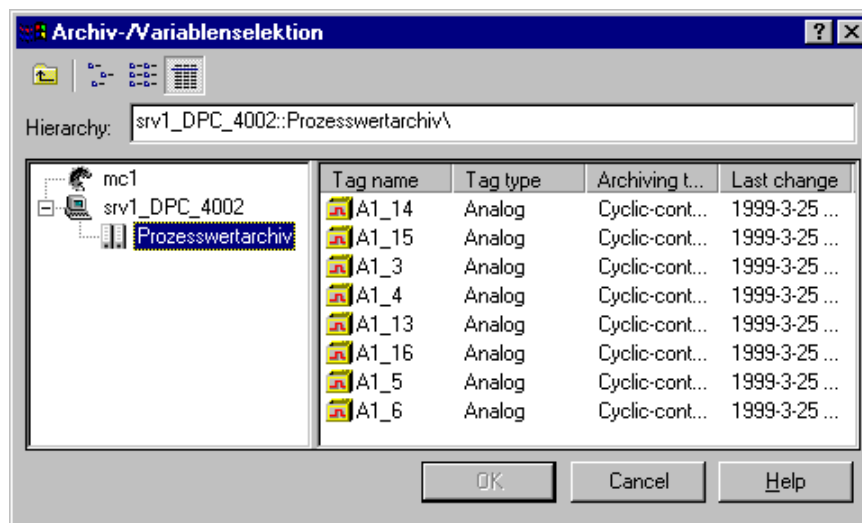 Archiv-/Variablenselektion
Hierarchy: srv1_DPC_4002::Prozesswertarchiv\
mc1
srv1_DPC_4002
Prozesswertarchiv
Tag name Tag type Archiving t... Last change
A1_14 Analog Cyclic-cont... 1999-3-25 ...
A1_15 Analog Cyclic-cont... 1999-3-25 ...
A1_3 Analog Cyclic-cont... 1999-3-25 ...
A1_4 Analog Cyclic-cont... 1999-3-25 ...
A1_13 Analog Cyclic-cont... 1999-3-25 ...
A1_16 Analog Cyclic-cont... 1999-3-25 ...
A1_5 Analog Cyclic-cont... 1999-3-25 ...
A1_6 Analog Cyclic-cont... 1999-3-25 ...
OK Cancel Help